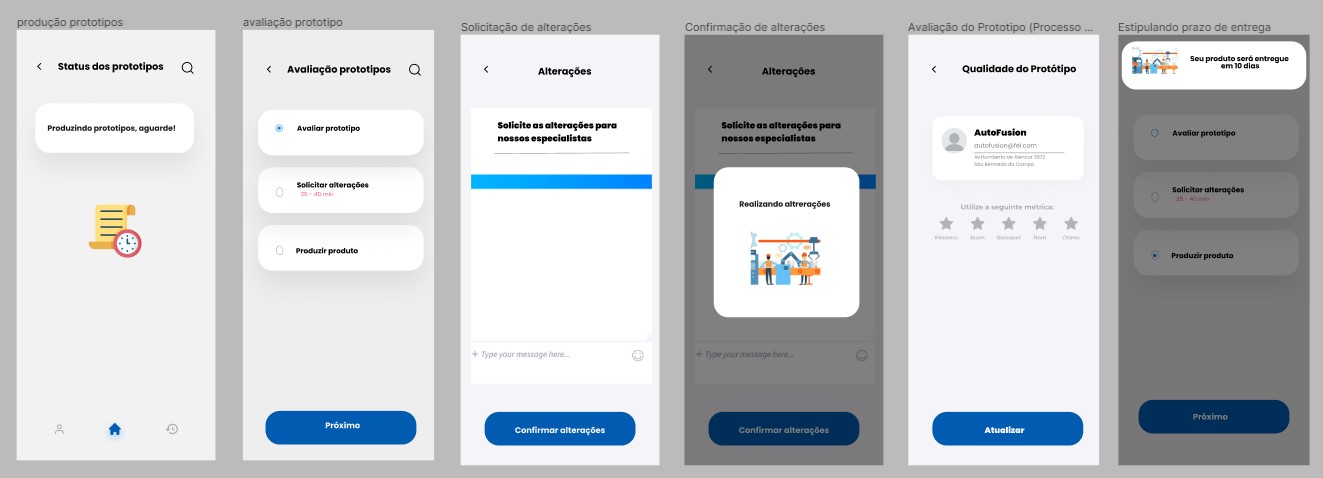 produção prototipos
Status dos prototipos
Produzindo prototipos, aguarde!
avaliação prototipo
Avaliação prototipos
Avaliar prototipo
Solicitar alterações
35 - 40 min
Produzir produto
Próximo
Solicitação de alterações
Alterações
Solicite as alterações para
nossos especialistas
+ Type your message here...
Confirmar alterações
Confirmação de alterações
Alterações
Solicite as alterações para
nossos especialistas
Realizando altrerações
+ Type your message here...
Confirmar alterações
Avaliação do Prototipo (Processo ...
Qualidade do Protótipo
AutoFusion
autofusion@fei.com
Av.Humberto de Alencar 3972
São Bernardo do Campo
Utilize a seguinte métrica:
Péssimo Ruim Razoável Bom Ótimo
Atualizar
Estipulando prazo de entrega
Seu produto será entregue
em 10 dias
Avaliar prototipo
Solicitar alterações
35 - 40 min
Produzir produto
Próximo